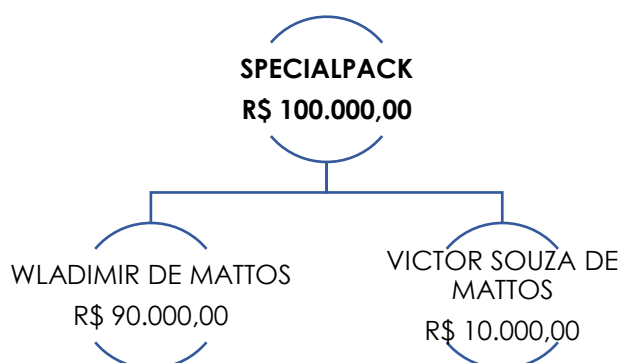 SPECIALPACK
R$ 100.000,00
WLADIMIR DE MATTOS
R$ 90.000,00
VICTOR SOUZA DE
MATTOS
R$ 10.000,00